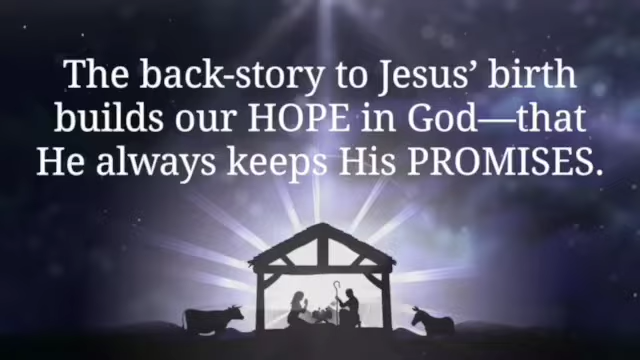 The back-story to Jesus’ birth
builds our HOPE in God—that
He always keeps His PROMISES.